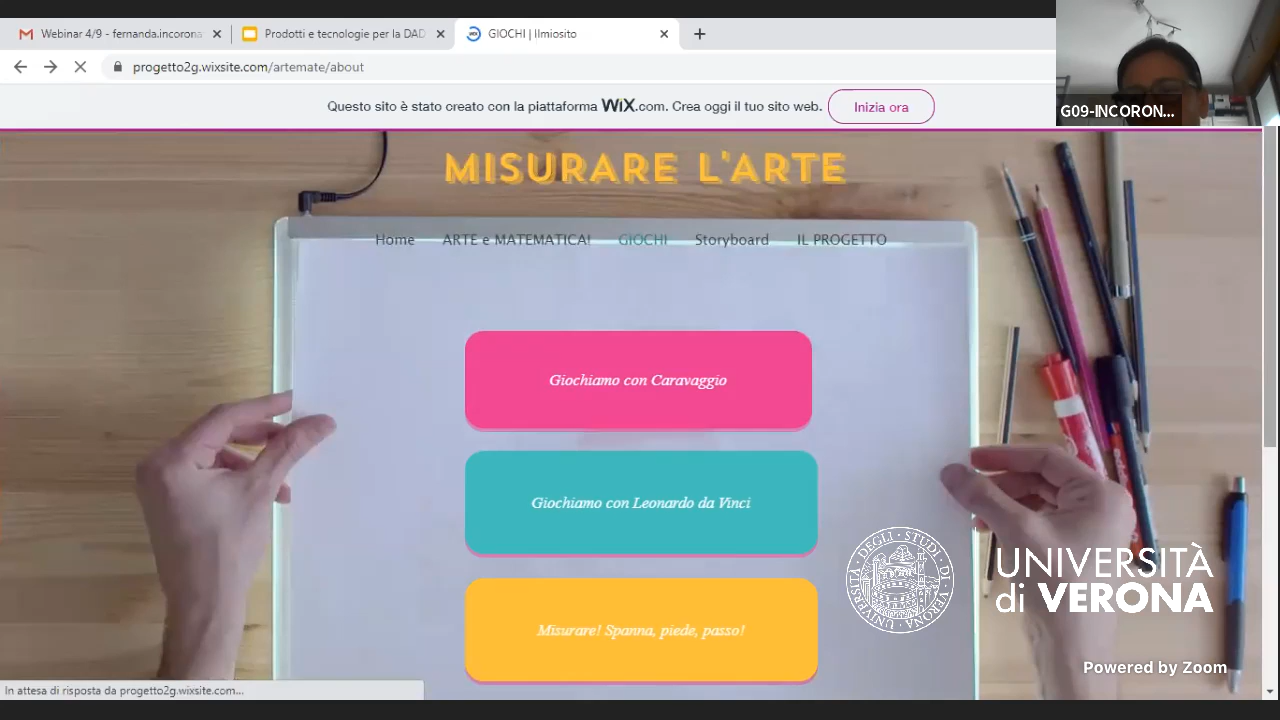 Webinar 4/9 - fernanda.incorona
Prodotti e tecnologie per la DAD
GIOCHI | Ilmiosito
progetto2g.wixsite.com/artemate/about
Questo sito è stato creato con la piattaforma WiX.com. Crea oggi il tuo sito web.
Inizia ora
G09-INCORON...
MISURARE L'ARTE
Home
ARTE e MATEMATICA!
GIOCHI
Storyboard
IL PROGETTO
Giochiamo con Caravaggio
Giochiamo con Leonardo da Vinci
Misurare! Spanna, piede, passo!
UNIVERSITÀ
di VERONA
Powered by Zoom
In attesa di risposta da progetto2g.wixsite.com...